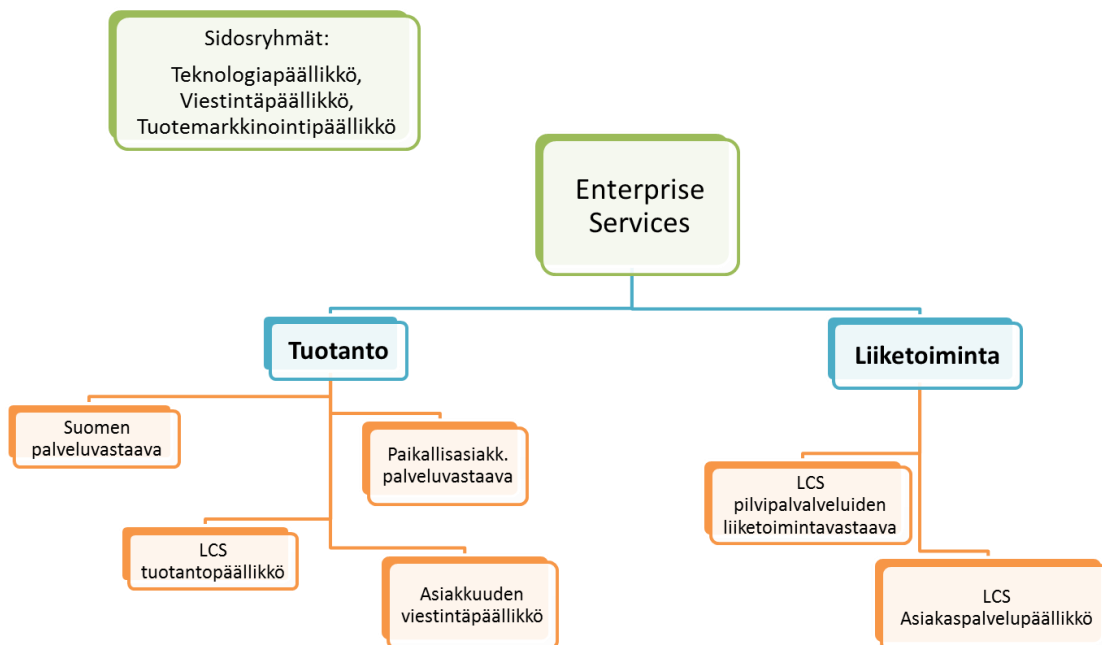 Sidosryhmät:
Teknologiapäällikkö,
Viestintäpäällikkö,
Tuotemarkkinointipäällikkö
Enterprise
Services
Tuotanto
Liiketoiminta
Suomen
palveluvastaava
Paikallisasiakk.
palveluvastaava
LCS
tuotantopäällikkö
Asiakkuuden
viestintäpäällikkö
LCS
pilvipalvalveluiden
liiketoimintavastaava
LCS
Asiakaspalvelupäällikkö